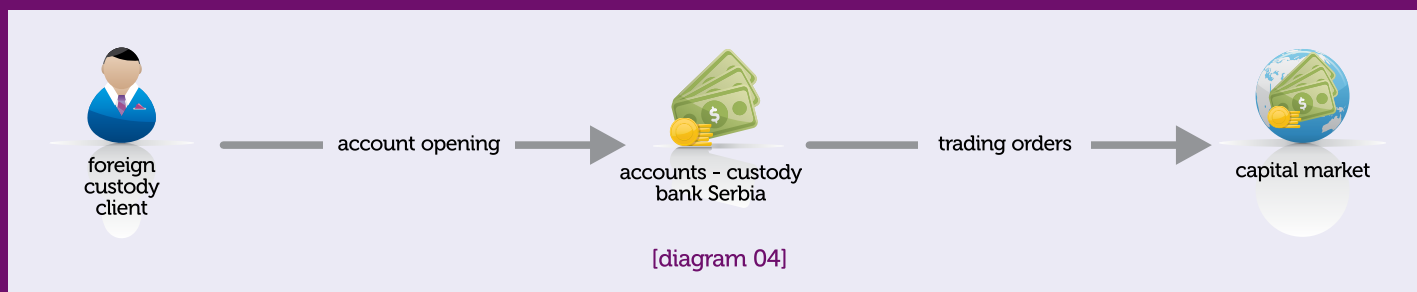 foreign
custody
client
account opening
accounts - custody
bank Serbia
trading orders
capital market
[diagram 04]